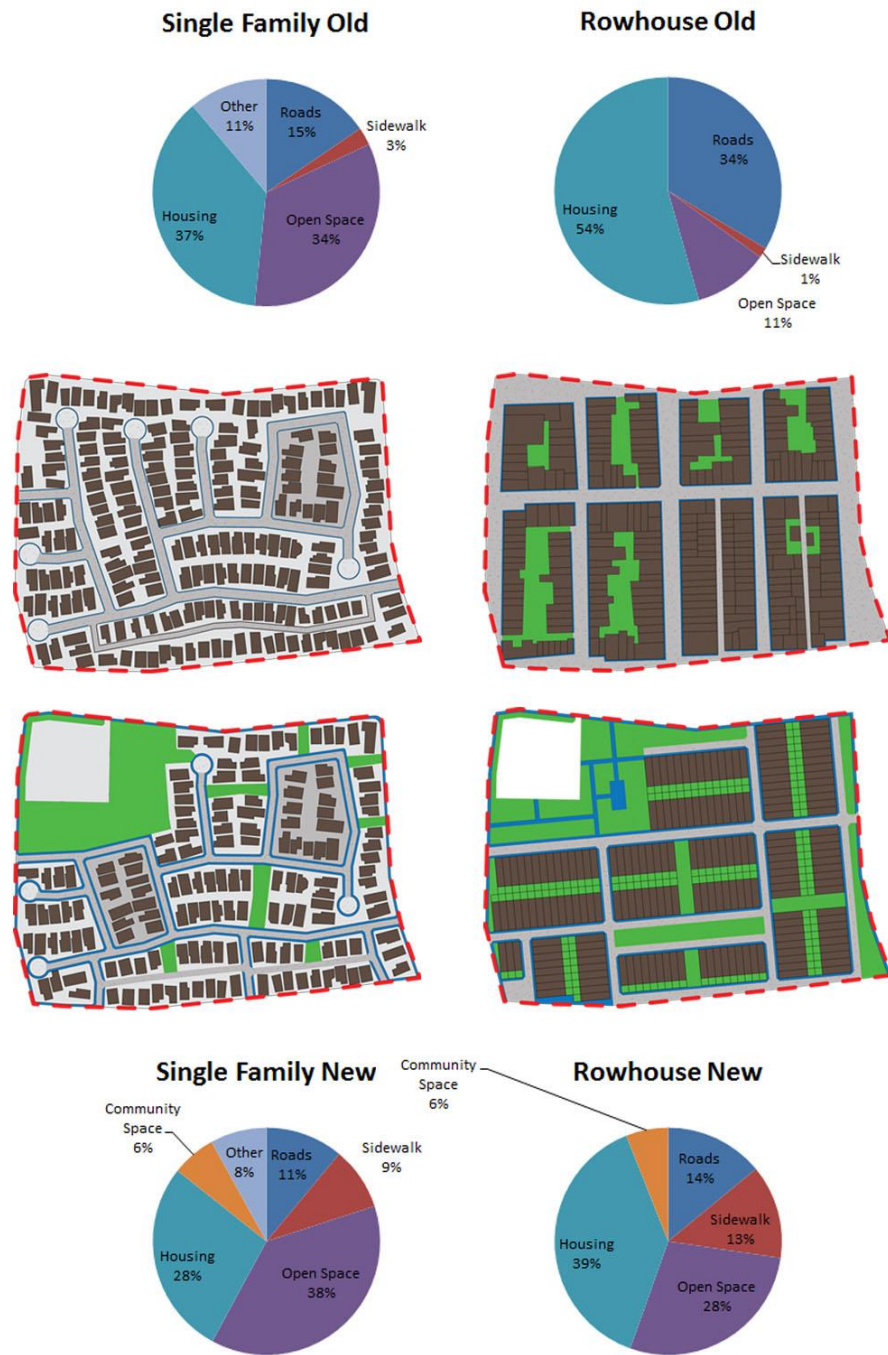 Single Family Old
Rowhouse Old
Other
11%
Roads
15%
Sidewalk
3%
Housing
37%
Open Space
34%
Roads
34%
Housing
54%
Sidewalk
1%
Open Space
11%
Single Family New
Community
Space
6%
Rowhouse New
Community
Space
6%
Other
8%
Roads
11%
Sidewalk
9%
Housing
28%
Open Space
38%
Roads
14%
Sidewalk
13%
Housing
39%
Open Space
28%